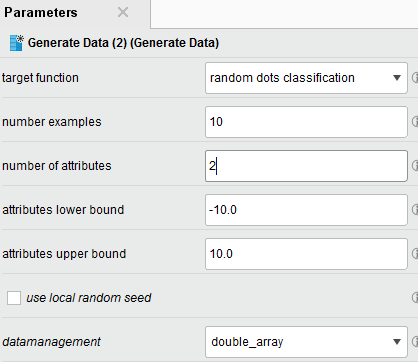 Parameters
Generate Data (2) (Generate Data)
target function random dots classification
number examples 10
number of attributes 2
attributes lower bound -10.0
attributes upper bound 10.0
use local random seed
datamanagement double_array